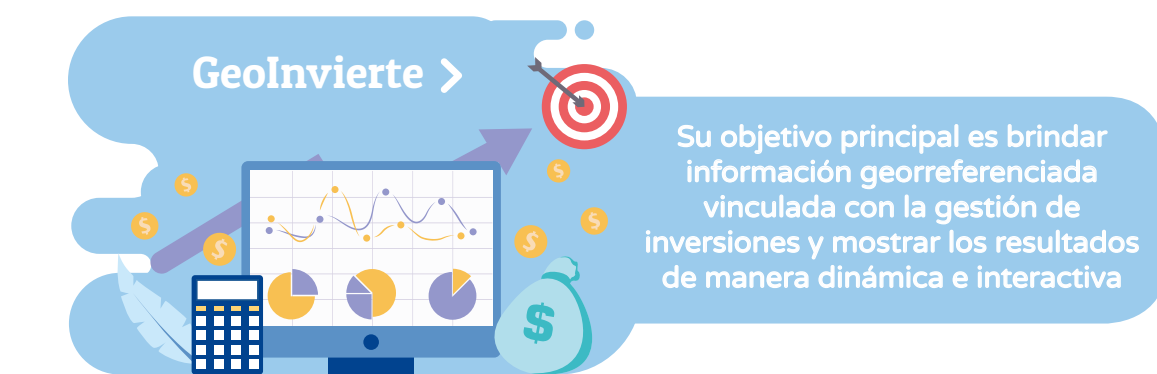 GeoInvierte
Su objetivo principal es brindar
información georreferenciada
vinculada con la gestión de
inversiones y mostrar los resultados
de manera dinámica e interactiva
$
$
$
$
$
$
$